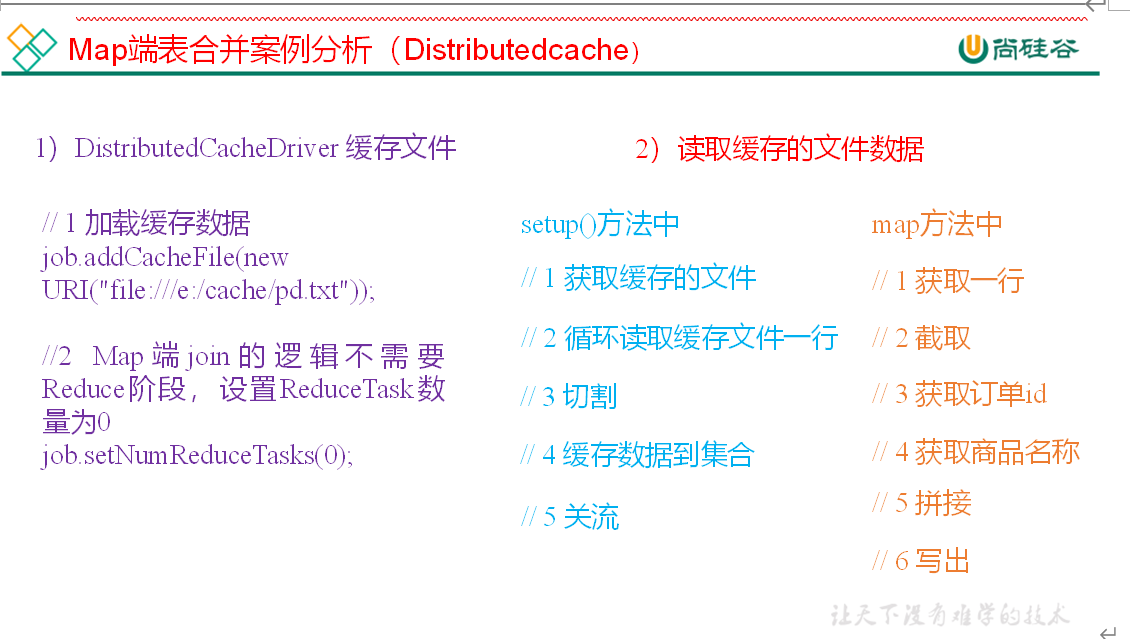 Map端表合并案例分析（Distributedcache）
尚硅谷
1）DistributedCacheDriver 缓存文件
// 1 加载缓存数据
job.addCacheFile(new
URI("file:///e:/cache/pd.txt"));
//2 Map端join的逻辑不需要
Reduce阶段，设置ReduceTask数
量为0
job.setNumReduceTasks(0);
2）读取缓存的文件数据
setup()方法中
// 1 获取缓存的文件
// 2 循环读取缓存文件一行
// 3 切割
// 4 缓存数据到集合
// 5 关流
map方法中
// 1 获取一行
// 2 截取
// 3 获取订单id
// 4 获取商品名称
// 5 拼接
// 6 写出
让天下没有难学的技术